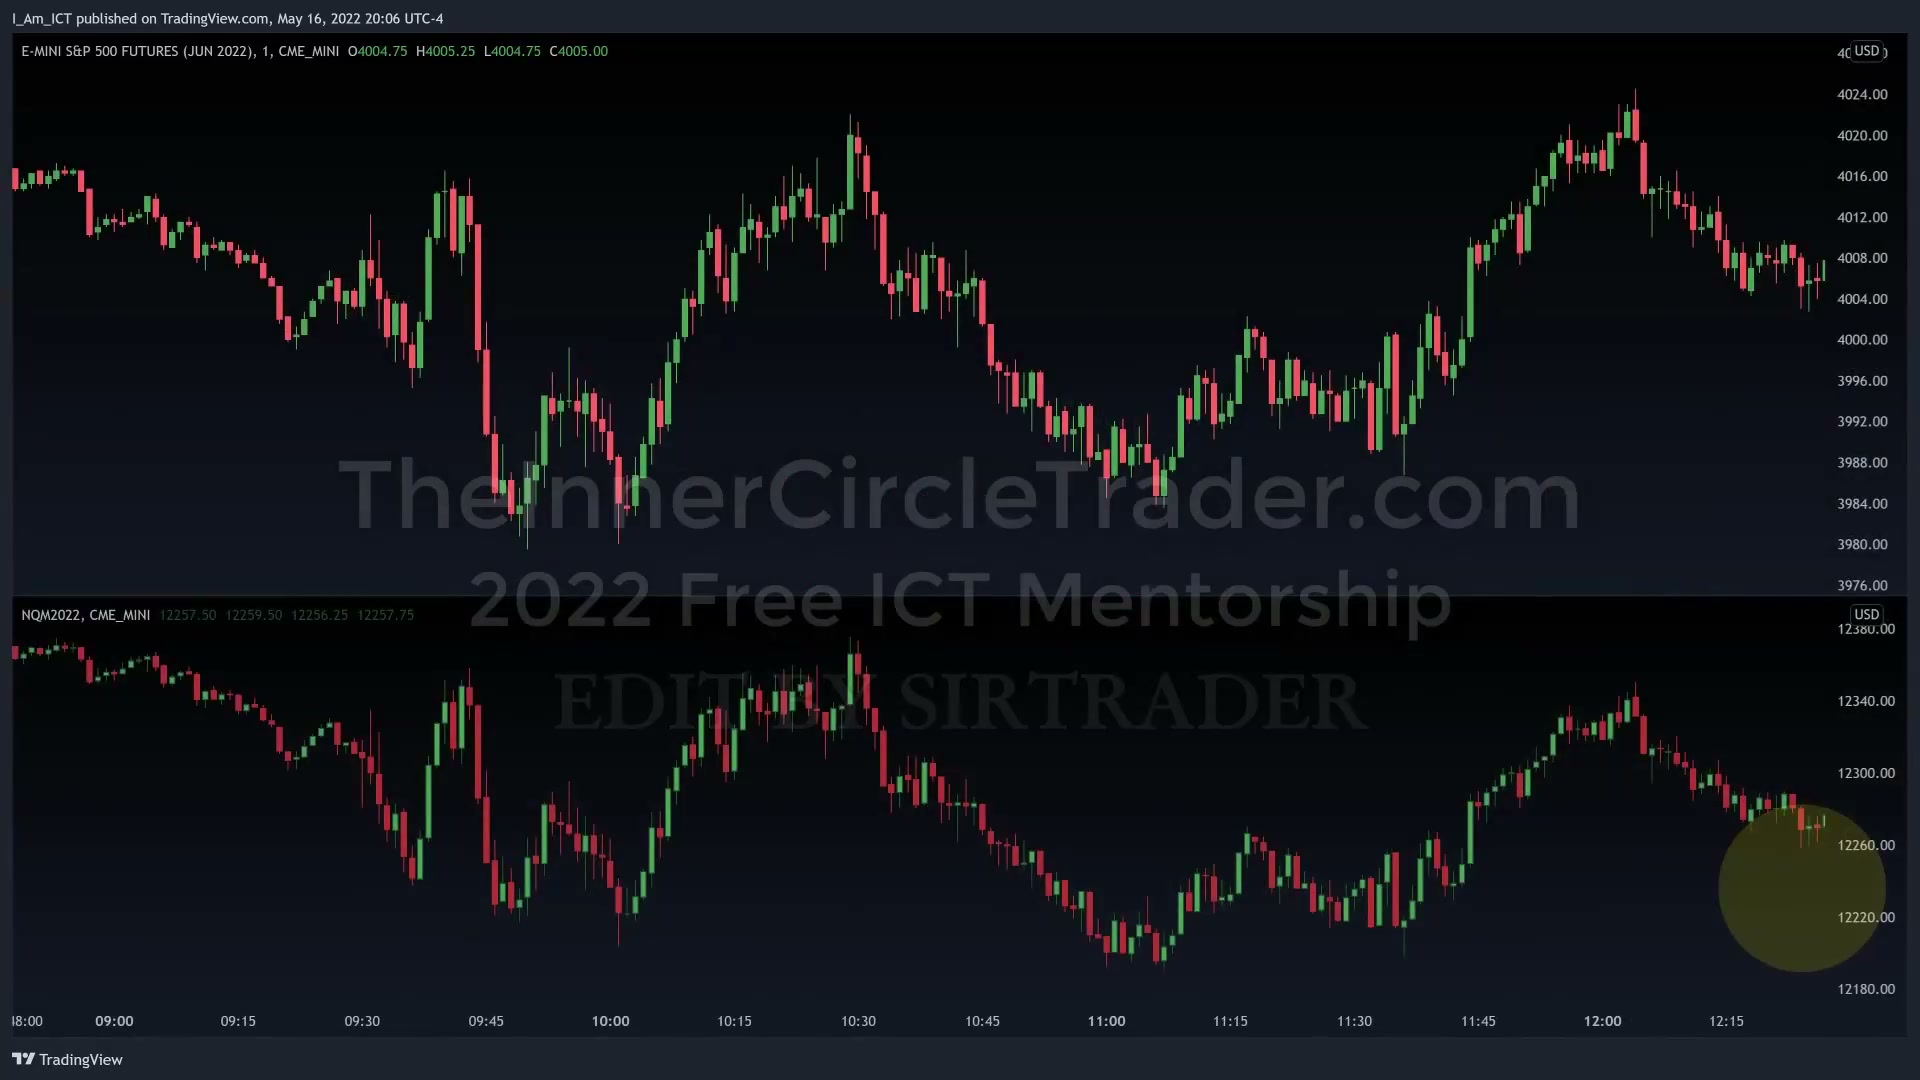 I_Am_ICT published on TradingView.com, May 16, 2022 20:06 UTC-4
E-MINI S&P 500 FUTURES (JUN 2022), 1, CME_MINI O4004.75 H4005.25 L4004.75 C4005.00
USD
4024.00
4020.00
4016.00
4012.00
4008.00
4004.00
4000.00
3996.00
3992.00
3988.00
3984.00
3980.00
3976.00
TheInnerCircleTrader.com
2022 Free ICT Mentorship
EDIT BY SIRTRADER
NQM2022, CME_MINI 12257.50 12259.50 12256.25 12257.75
USD
12380.00
12340.00
12300.00
12260.00
12220.00
12180.00
09:00 09:15 09:30 09:45 10:00 10:15 10:30 10:45 11:00 11:15 11:30 11:45 12:00 12:15
TradingView